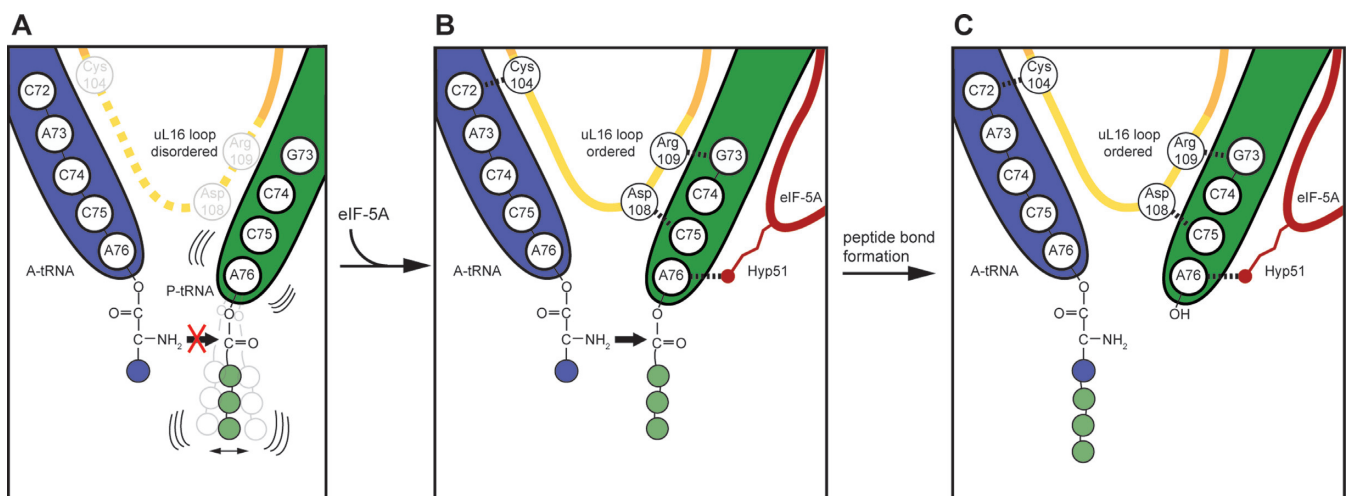 A
Cys
104
C72
A73
C74
C75
A76
uL16 loop
disordered
Arg
109
Asp
108
G73
C74
C75
A76
A-tRNA
P-tRNA
O
O=C
C-NH2
O
C=O
eIF-5A
B
Cys
104
C72
A73
C74
C75
A76
uL16 loop
ordered
Arg
109
Asp
108
G73
C74
C75
A76
eIF-5A
Hyp51
A-tRNA
O
O=C
C-NH2
O
C=O
peptide bond
formation
C
Cys
104
C72
A73
C74
C75
A76
uL16 loop
ordered
Arg
109
Asp
108
G73
C74
C75
A76
eIF-5A
Hyp51
A-tRNA
O
O=C
C-NH2
OH